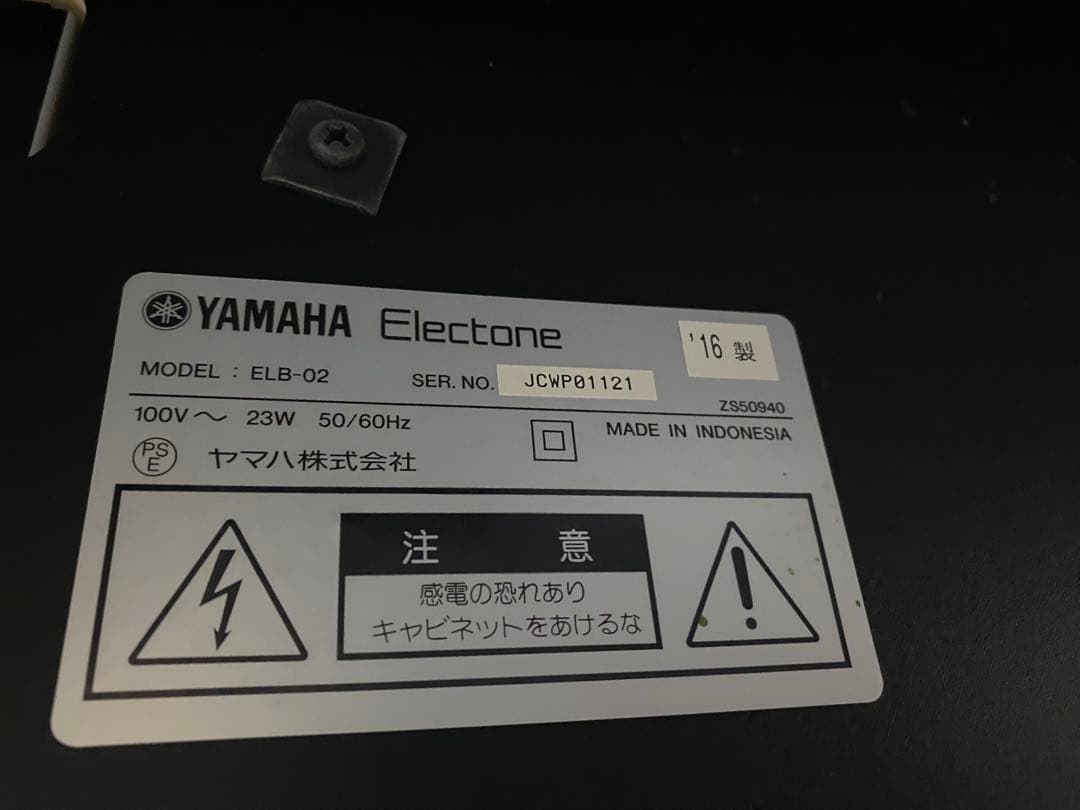 YAMAHA Electone
'16 製
MODEL : ELB-02 SER. NO. JCWP01121
ZS50940
100V～ 23W 50/60Hz
MADE IN INDONESIA
PSE
ヤマハ株式会社
注 意
感電の恐れあり
キャビネットをあけるな